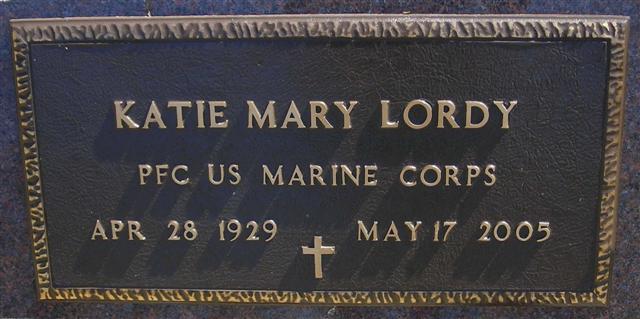 KATIE MARY LORDY
PFC US MARINE CORPS
APR 28 1929 MAY 17 2005